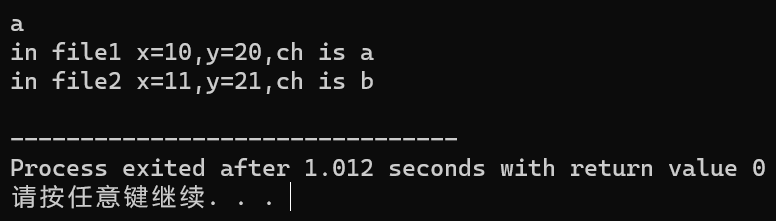 a
in file1 x=10,y=20,ch is a
in file2 x=11,y=21,ch is b
--------------------------------
Process exited after 1.012 seconds with return value 0
请按任意键继续. . .